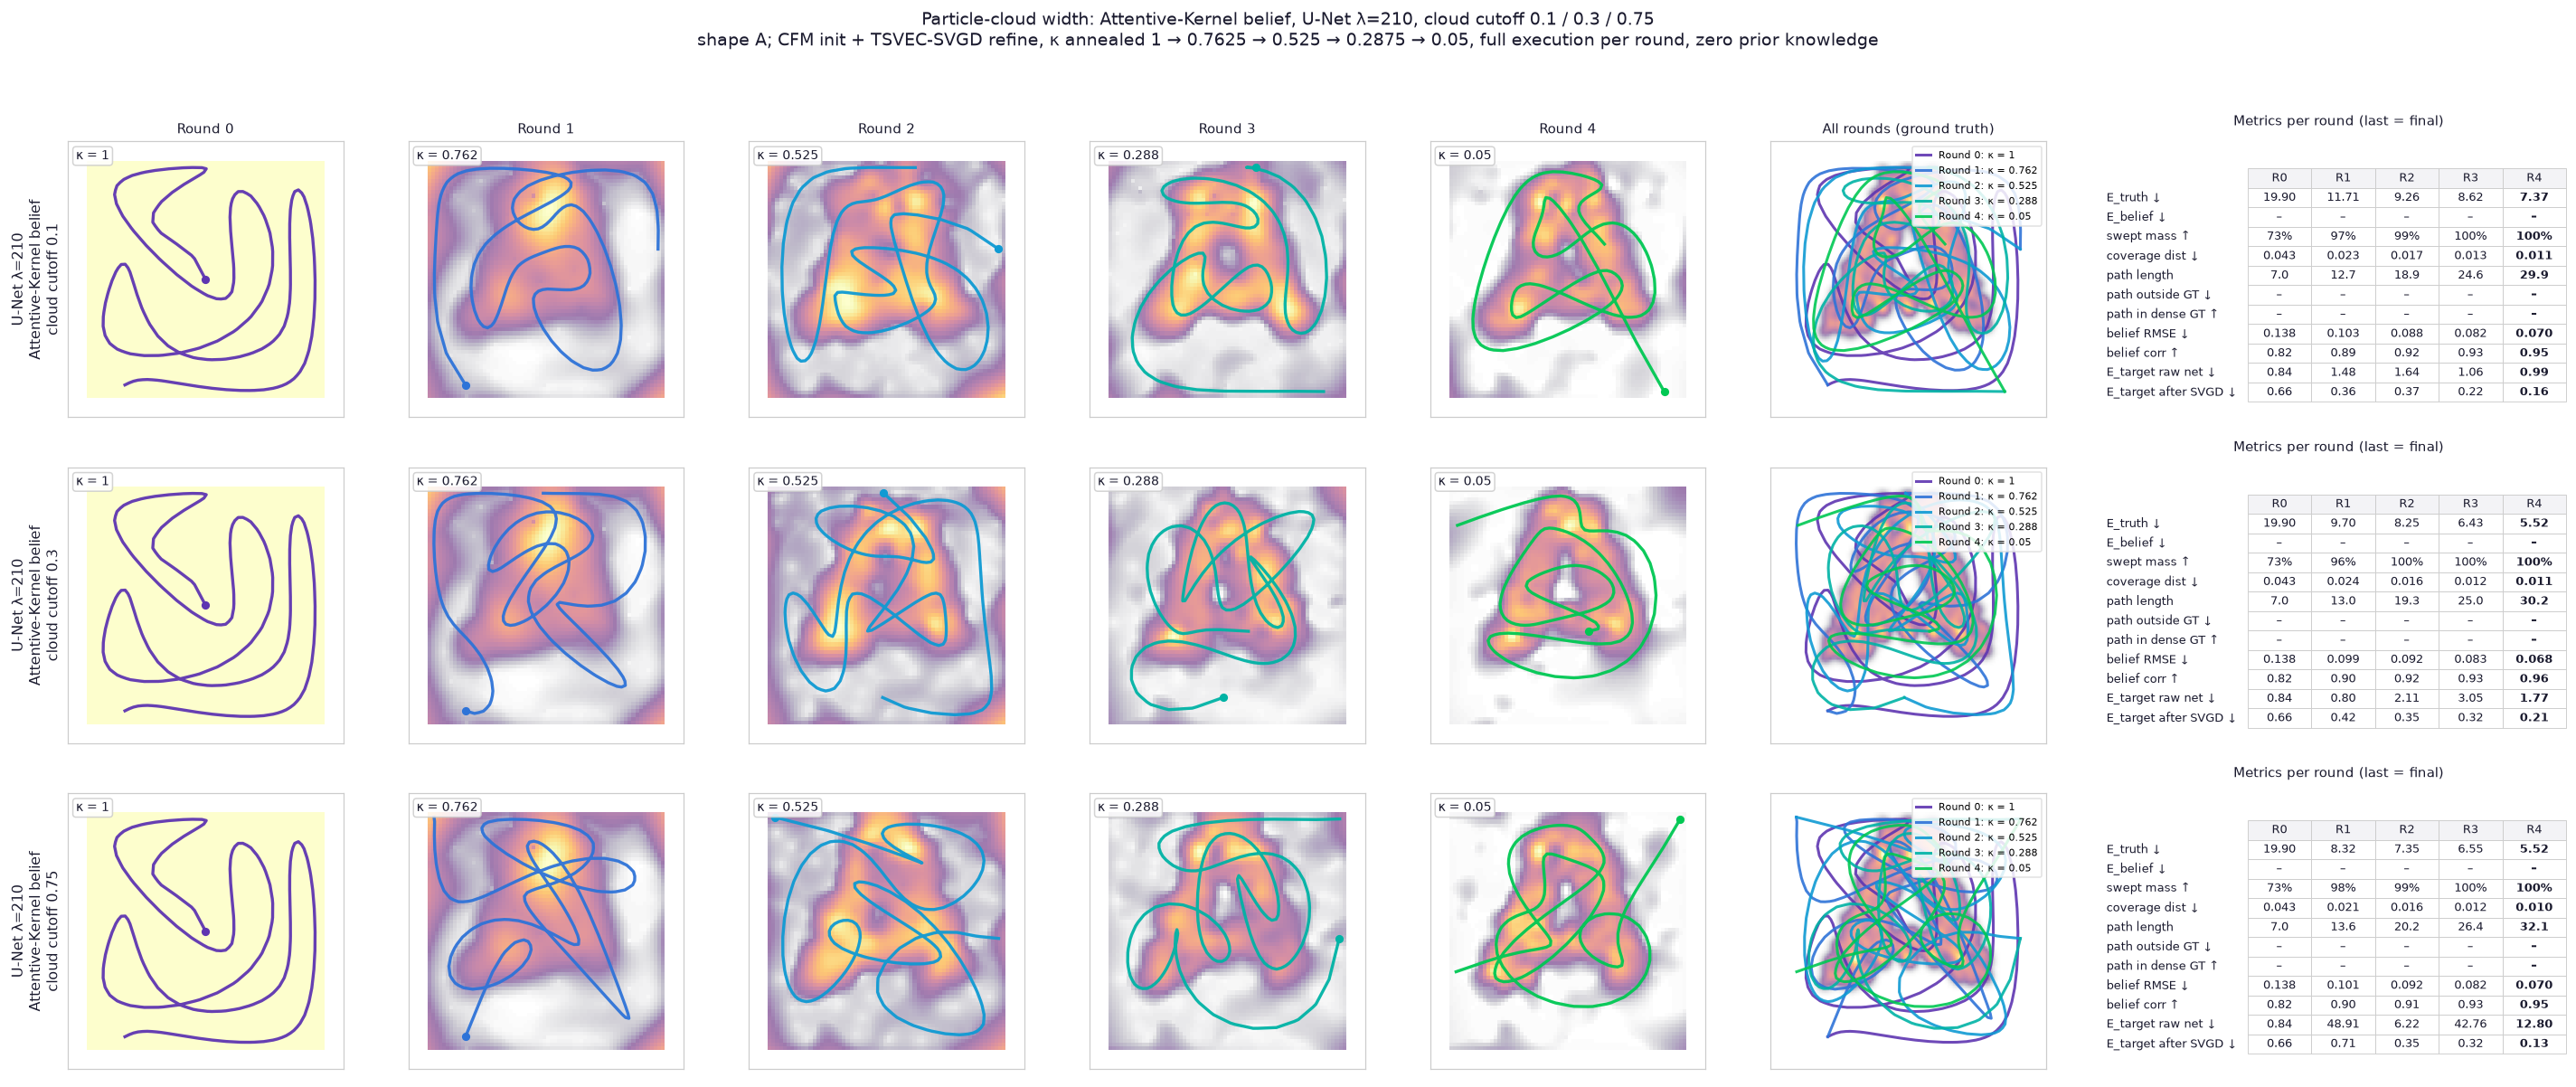 Particle-cloud width: Attentive-Kernel belief, U-Net λ=210, cloud cutoff 0.1 / 0.3 / 0.75
shape A; CFM init + TSVEC-SVGD refine, κ annealed 1 → 0.7625 → 0.525 → 0.2875 → 0.05, full execution per round, zero prior knowledge
Round 0
Round 1
Round 2
Round 3
Round 4
All rounds (ground truth)
Metrics per round (last = final)
U-Net λ=210
Attentive-Kernel belief
cloud cutoff 0.1
κ = 1
κ = 0.762
κ = 0.525
κ = 0.288
κ = 0.05
Round 0: κ = 1
Round 1: κ = 0.762
Round 2: κ = 0.525
Round 3: κ = 0.288
Round 4: κ = 0.05
R0 R1 R2 R3 R4
E_truth ↓ 19.90 11.71 9.26 8.62 7.37
E_belief ↓ – – – – –
swept mass ↑ 73% 97% 99% 100% 100%
coverage dist ↓ 0.043 0.023 0.017 0.013 0.011
path length 7.0 12.7 18.9 24.6 29.9
path outside GT ↓ – – – – –
path in dense GT ↑ – – – – –
belief RMSE ↓ 0.138 0.103 0.088 0.082 0.070
belief corr ↑ 0.82 0.89 0.92 0.93 0.95
E_target raw net ↓ 0.84 1.48 1.64 1.06 0.99
E_target after SVGD ↓ 0.66 0.36 0.37 0.22 0.16
Metrics per round (last = final)
U-Net λ=210
Attentive-Kernel belief
cloud cutoff 0.3
κ = 1
κ = 0.762
κ = 0.525
κ = 0.288
κ = 0.05
Round 0: κ = 1
Round 1: κ = 0.762
Round 2: κ = 0.525
Round 3: κ = 0.288
Round 4: κ = 0.05
R0 R1 R2 R3 R4
E_truth ↓ 19.90 9.70 8.25 6.43 5.52
E_belief ↓ – – – – –
swept mass ↑ 73% 96% 100% 100% 100%
coverage dist ↓ 0.043 0.024 0.016 0.012 0.011
path length 7.0 13.0 19.3 25.0 30.2
path outside GT ↓ – – – – –
path in dense GT ↑ – – – – –
belief RMSE ↓ 0.138 0.099 0.092 0.083 0.068
belief corr ↑ 0.82 0.90 0.92 0.93 0.96
E_target raw net ↓ 0.84 0.80 2.11 3.05 1.77
E_target after SVGD ↓ 0.66 0.42 0.35 0.32 0.21
Metrics per round (last = final)
U-Net λ=210
Attentive-Kernel belief
cloud cutoff 0.75
κ = 1
κ = 0.762
κ = 0.525
κ = 0.288
κ = 0.05
Round 0: κ = 1
Round 1: κ = 0.762
Round 2: κ = 0.525
Round 3: κ = 0.288
Round 4: κ = 0.05
R0 R1 R2 R3 R4
E_truth ↓ 19.90 8.32 7.35 6.55 5.52
E_belief ↓ – – – – –
swept mass ↑ 73% 98% 99% 100% 100%
coverage dist ↓ 0.043 0.021 0.016 0.012 0.010
path length 7.0 13.6 20.2 26.4 32.1
path outside GT ↓ – – – – –
path in dense GT ↑ – – – – –
belief RMSE ↓ 0.138 0.101 0.092 0.082 0.070
belief corr ↑ 0.82 0.90 0.91 0.93 0.95
E_target raw net ↓ 0.84 48.91 6.22 42.76 12.80
E_target after SVGD ↓ 0.66 0.71 0.35 0.32 0.13